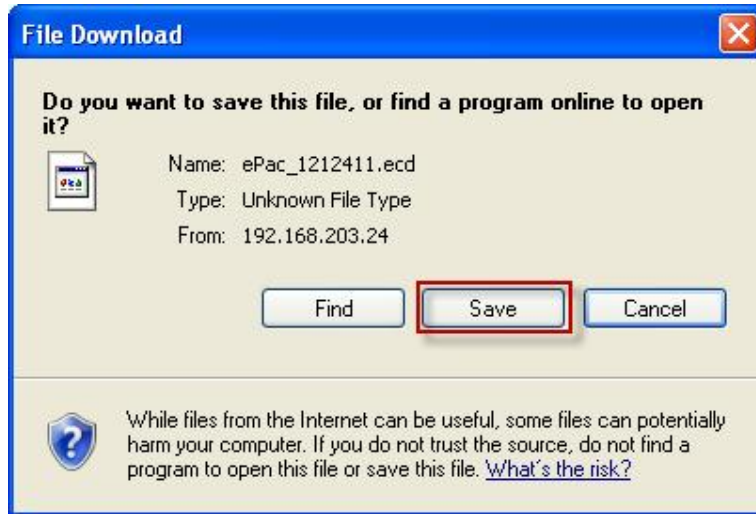 File Download
Do you want to save this file, or find a program online to open
it?
Name: ePac_1212411.ecd
Type: Unknown File Type
From: 192.168.203.24
Find Save Cancel
While files from the Internet can be useful, some files can potentially
harm your computer. If you do not trust the source, do not find a
program to open this file or save this file. What's the risk?